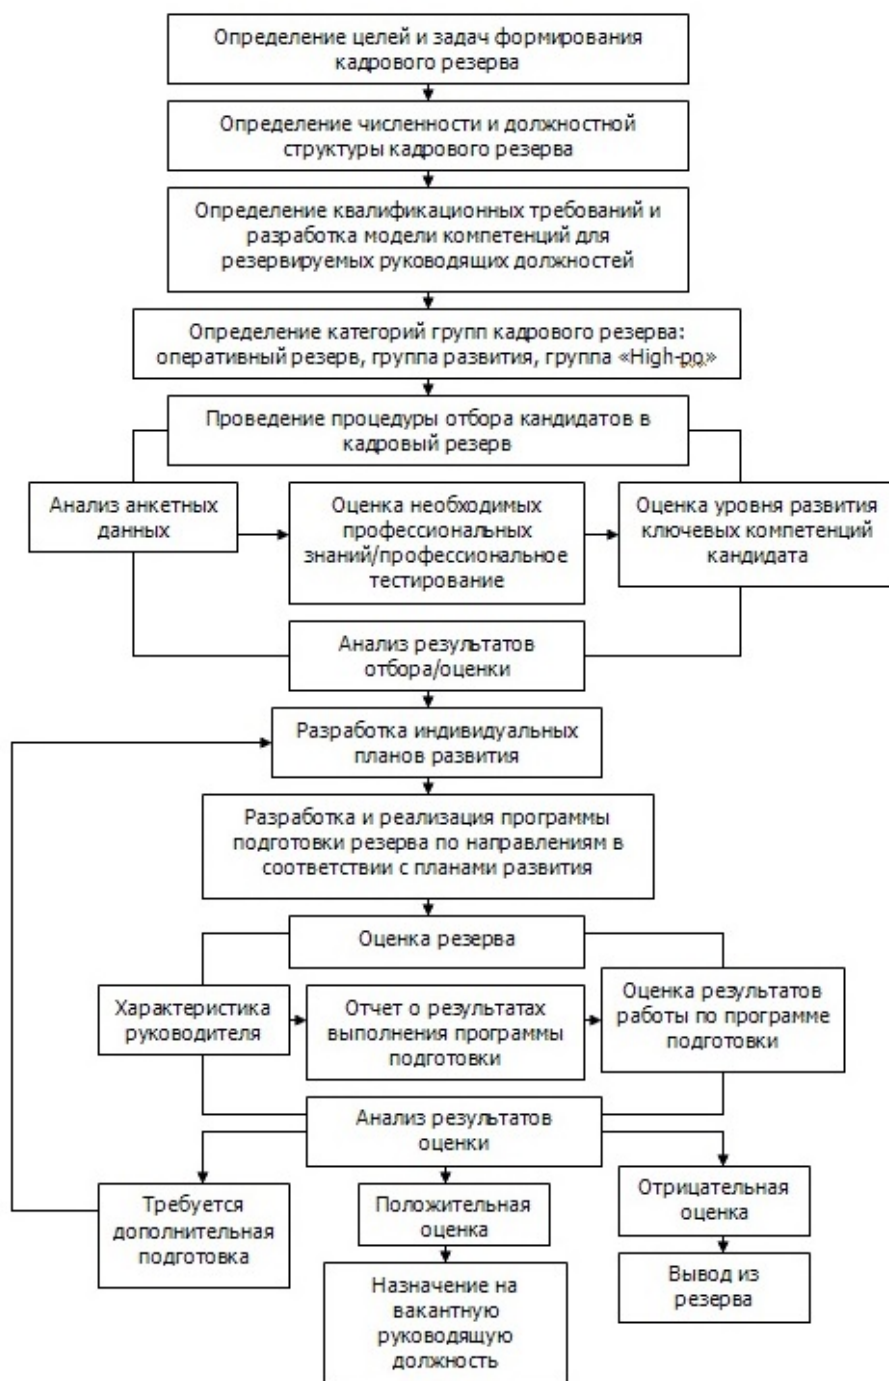 Определение целей и задач формирования
кадрового резерва
Определение численности и должностной
структуры кадрового резерва
Определение квалификационных требований и
разработка модели компетенций для
резервируемых руководящих должностей
Определение категорий групп кадрового резерва:
оперативный резерв, группа развития, группа «High-po»
Проведение процедуры отбора кандидатов в
кадровый резерв
Анализ анкетных
данных
Оценка необходимых
профессиональных
знаний/профессиональное
тестирование
Оценка уровня развития
ключевых компетенций
кандидата
Анализ результатов
отбора/оценки
Разработка индивидуальных
планов развития
Разработка и реализация программы
подготовки резерва по направлениям в
соответствии с планами развития
Оценка резерва
Характеристика
руководителя
Отчет о результатах
выполнения программы
подготовки
Оценка результатов
работы по программе
подготовки
Анализ результатов
оценки
Требуется
дополнительная
подготовка
Положительная
оценка
Отрицательная
оценка
Назначение на
вакантную
руководящую
должность
Вывод из
резерва